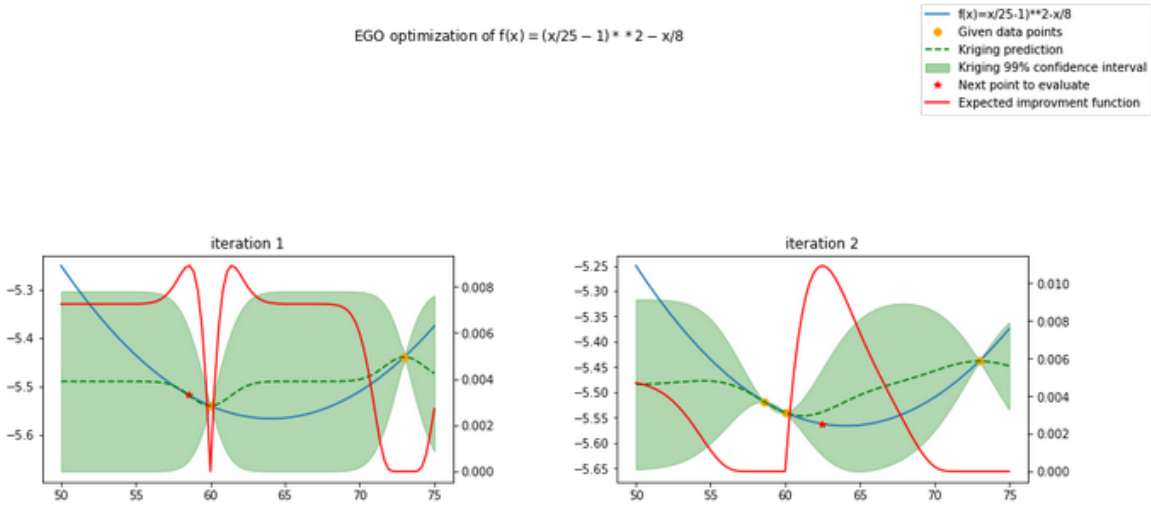 EGO optimization of f(x) = (x/25 − 1) * *2 − x/8
f(x)=x/25-1)**2-x/8
Given data points
Kriging prediction
Kriging 99% confidence interval
Next point to evaluate
Expected improvment function
iteration 1
−5.3
−5.4
−5.5
−5.6
0.008
0.006
0.004
0.002
0.000
50 55 60 65 70 75
iteration 2
−5.25
−5.30
−5.35
−5.40
−5.45
−5.50
−5.55
−5.60
−5.65
0.010
0.008
0.006
0.004
0.002
0.000
50 55 60 65 70 75